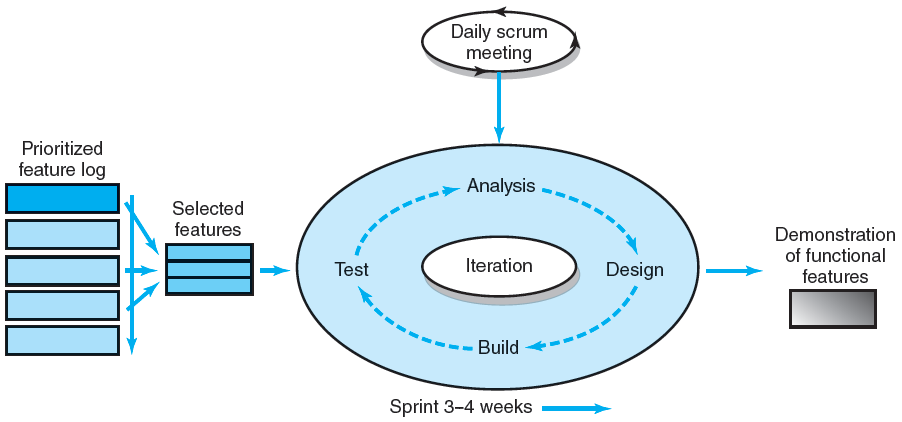 Daily scrum
meeting
Prioritized
feature log
Selected
features
Analysis
Test
Iteration
Design
Build
Demonstration
of functional
features
Sprint 3–4 weeks